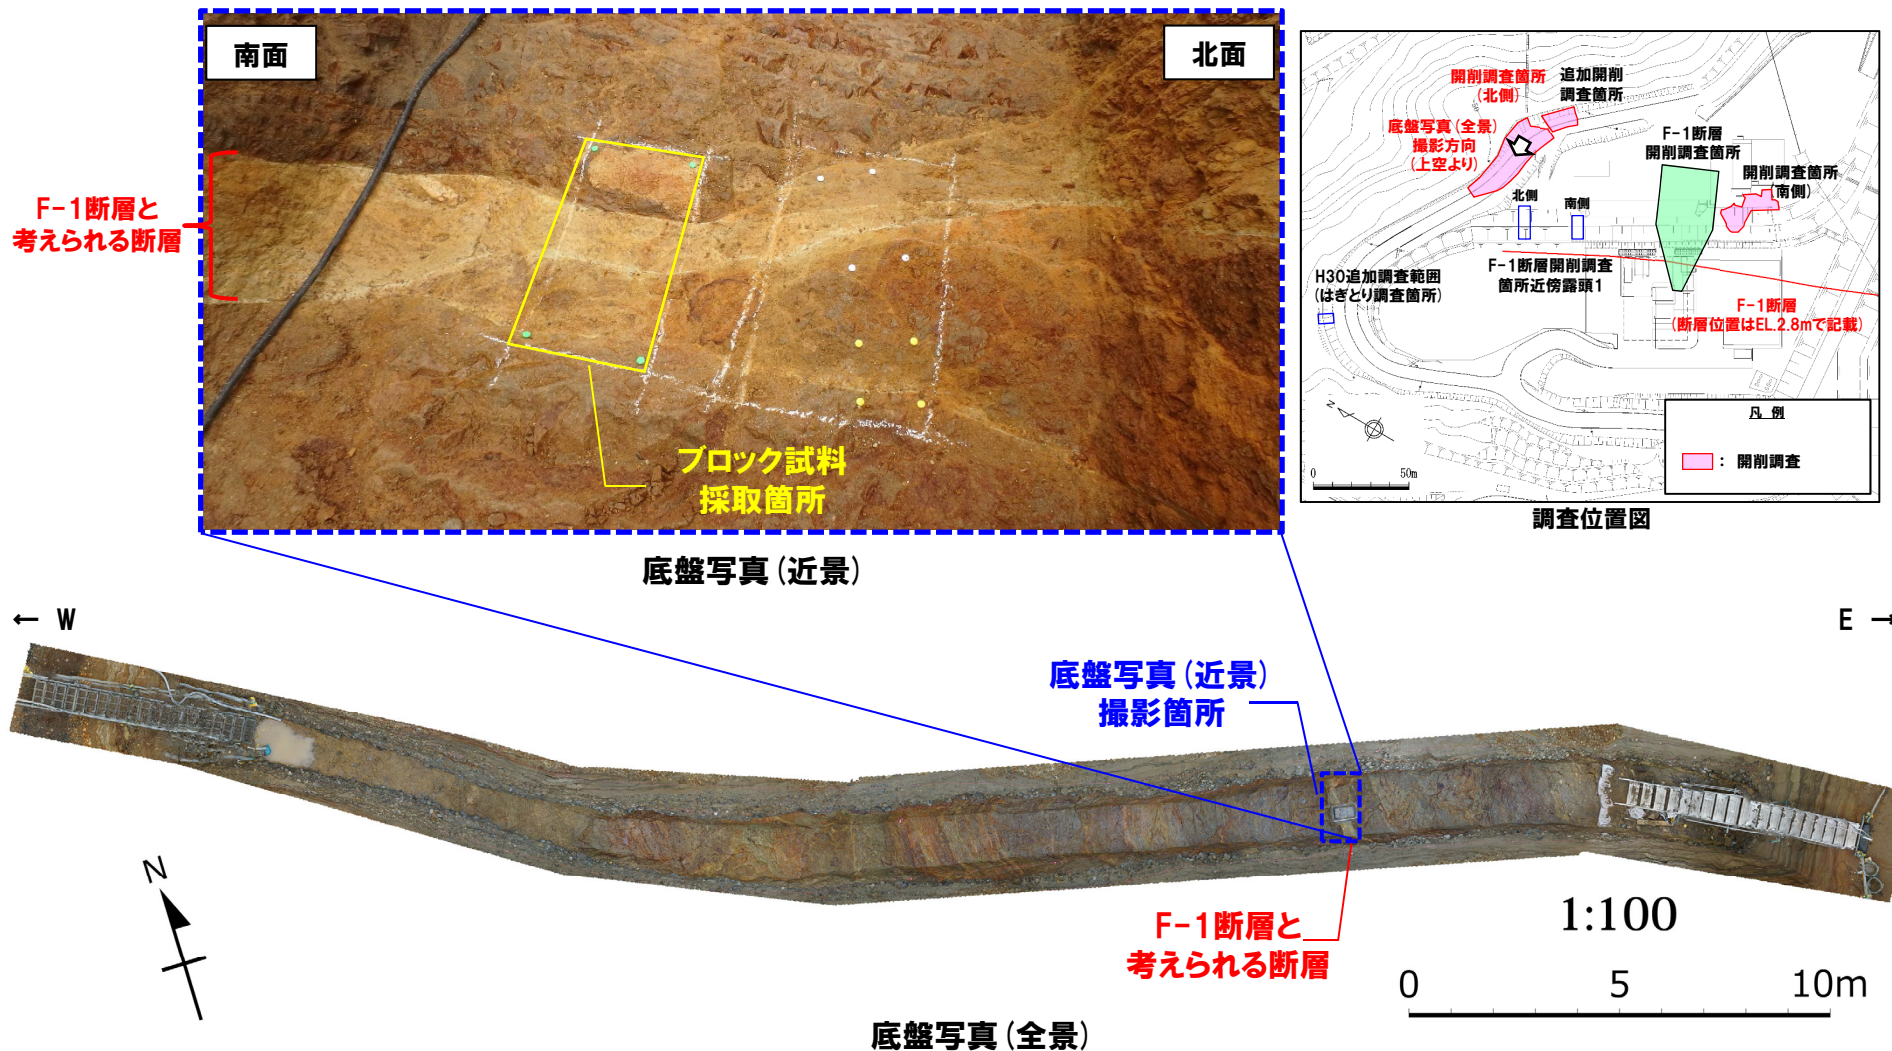 南面
北面
F-1断層と
考えられる断層
ブロック試料
採取箇所
底盤写真(近景)
開削調査箇所
(北側)
追加開削
調査箇所
底盤写真(全景)
撮影方向
(上空より)
F-1断層
開削調査箇所
開削調査箇所
(南側)
北側
南側
H30追加調査範囲
(はぎとり調査箇所)
F-1断層開削調査
箇所近傍露頭1
F-1断層
(断層位置はEL.2.8mで記載)
N
0
50m
凡 例
: 開削調査
調査位置図
← W
E →
底盤写真(近景)
撮影箇所
N
F-1断層と
考えられる断層
1:100
0
5
10m
底盤写真(全景)